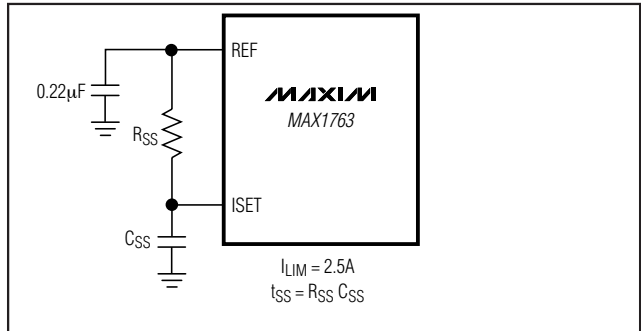 REF
0.22μF
MAXIM
MAX1763
RSS
ISET
CSS
ILIM = 2.5A
tSS = RSS CSS